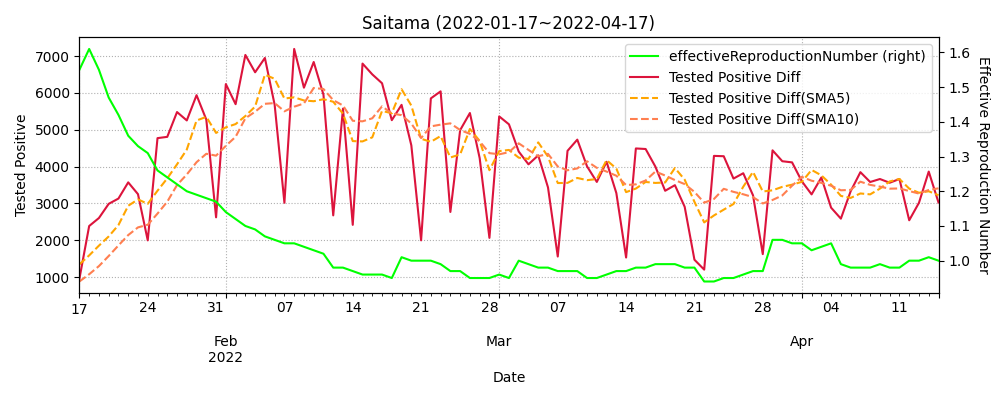 Saitama (2022-01-17~2022-04-17)
effectiveReproductionNumber (right)
Tested Positive Diff
Tested Positive Diff(SMA5)
Tested Positive Diff(SMA10)
Tested Positive
7000
6000
5000
4000
3000
2000
1000
1.6
1.5
1.4
1.3
1.2
1.1
1.0
Effective Reproduction Number
17 24 31 07 14 21 28 07 14 21 28 04 11
Feb Mar Apr
2022
Date